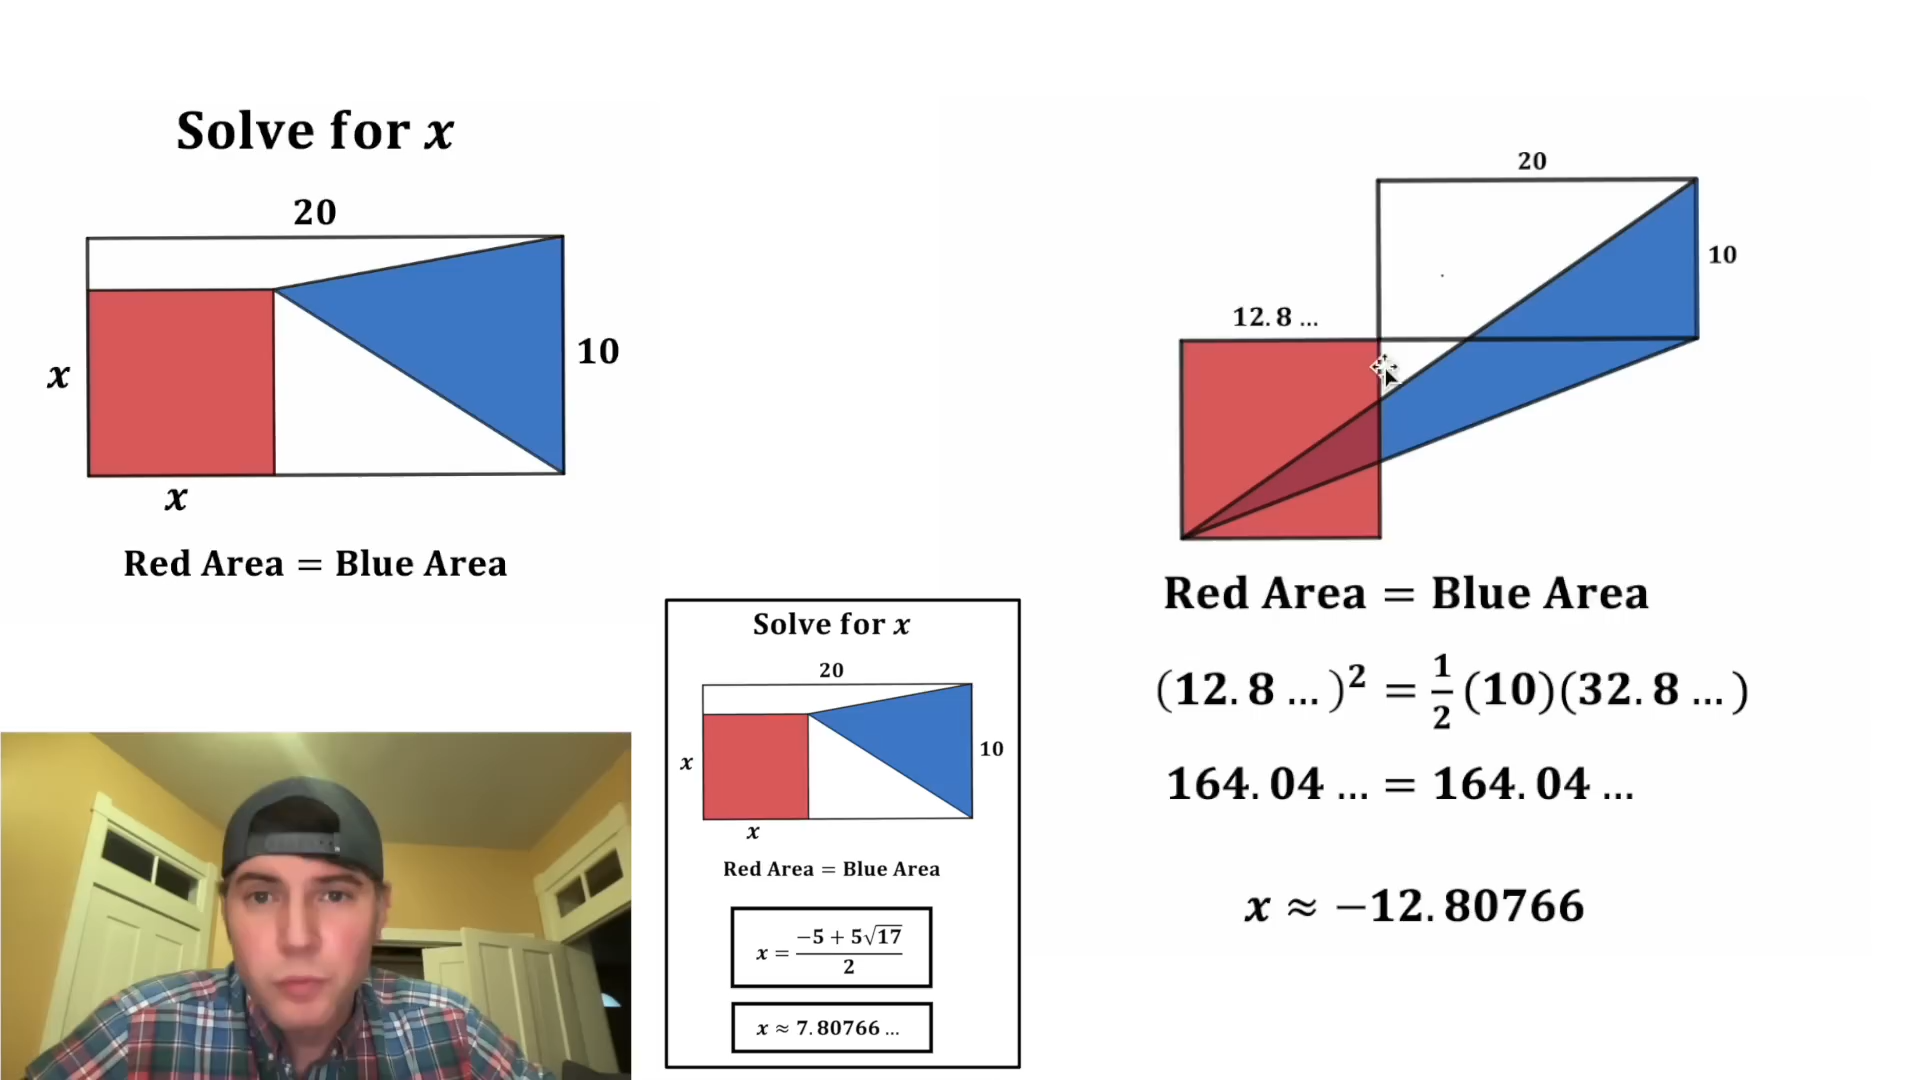 Solve for x
20
x
10
x
Red Area = Blue Area
Solve for x
20
x
10
x
Red Area = Blue Area
x = (−5 + 5√17)/2
x ≈ 7.80766 ...
20
10
12.8 ...
Red Area = Blue Area
(12.8 ...)² = 1/2 (10)(32.8 ...)
164.04 ... = 164.04 ...
x ≈ −12.80766